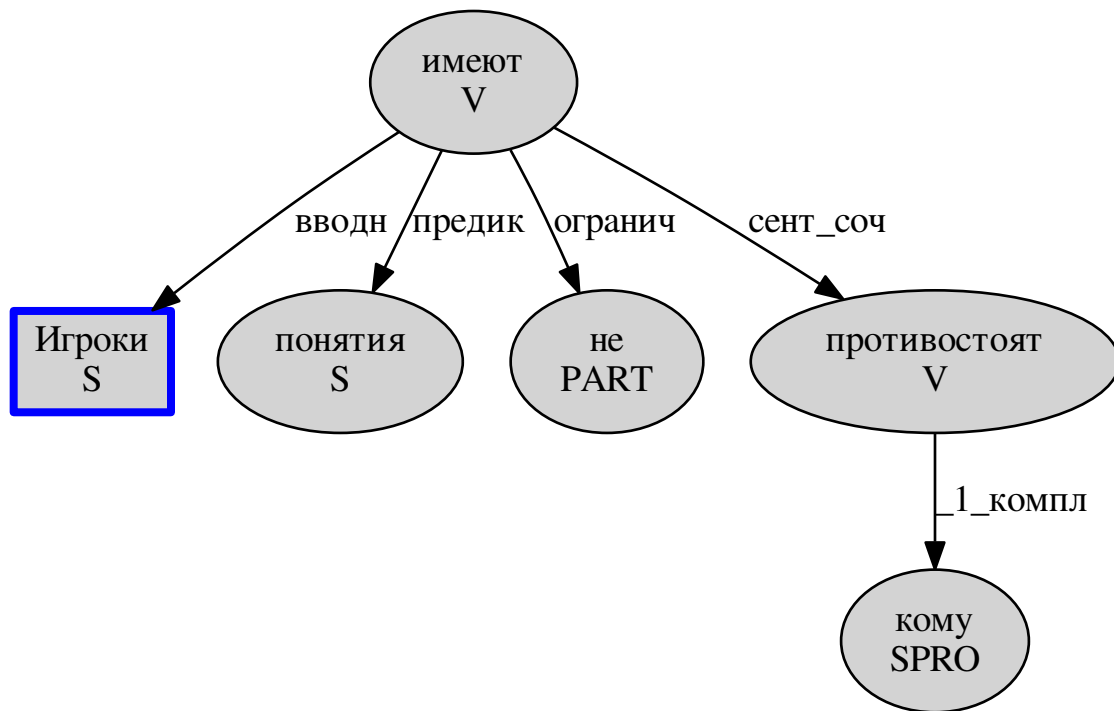 имеют
V
вводн
предик
огранич
сент_соч
Игроки
S
понятия
S
не
PART
противостоят
V
_1_компл
кому
SPRO